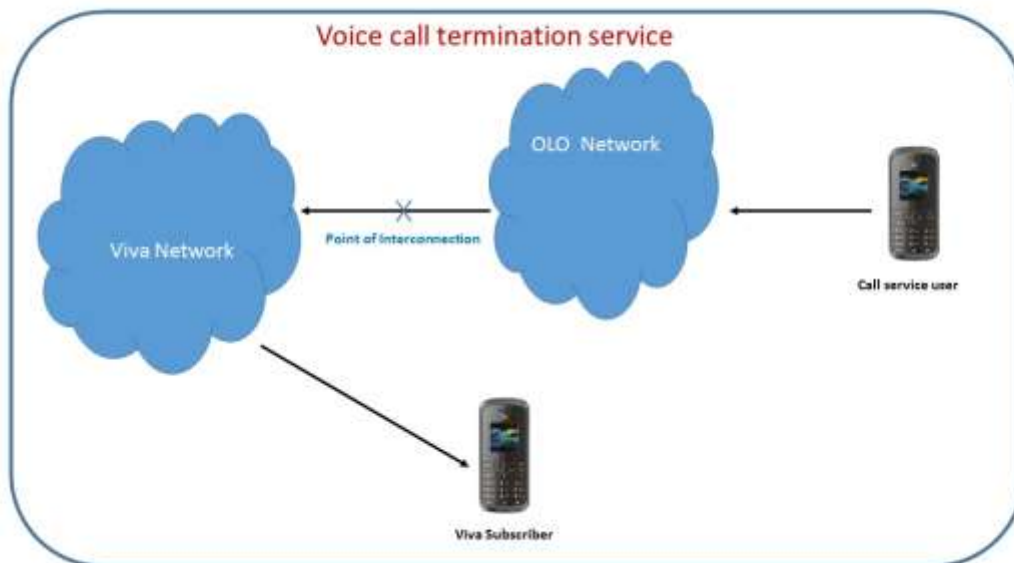 Voice call termination service
OLO Network
Viva Network
Point of Interconnection
Call service user
Viva Subscriber